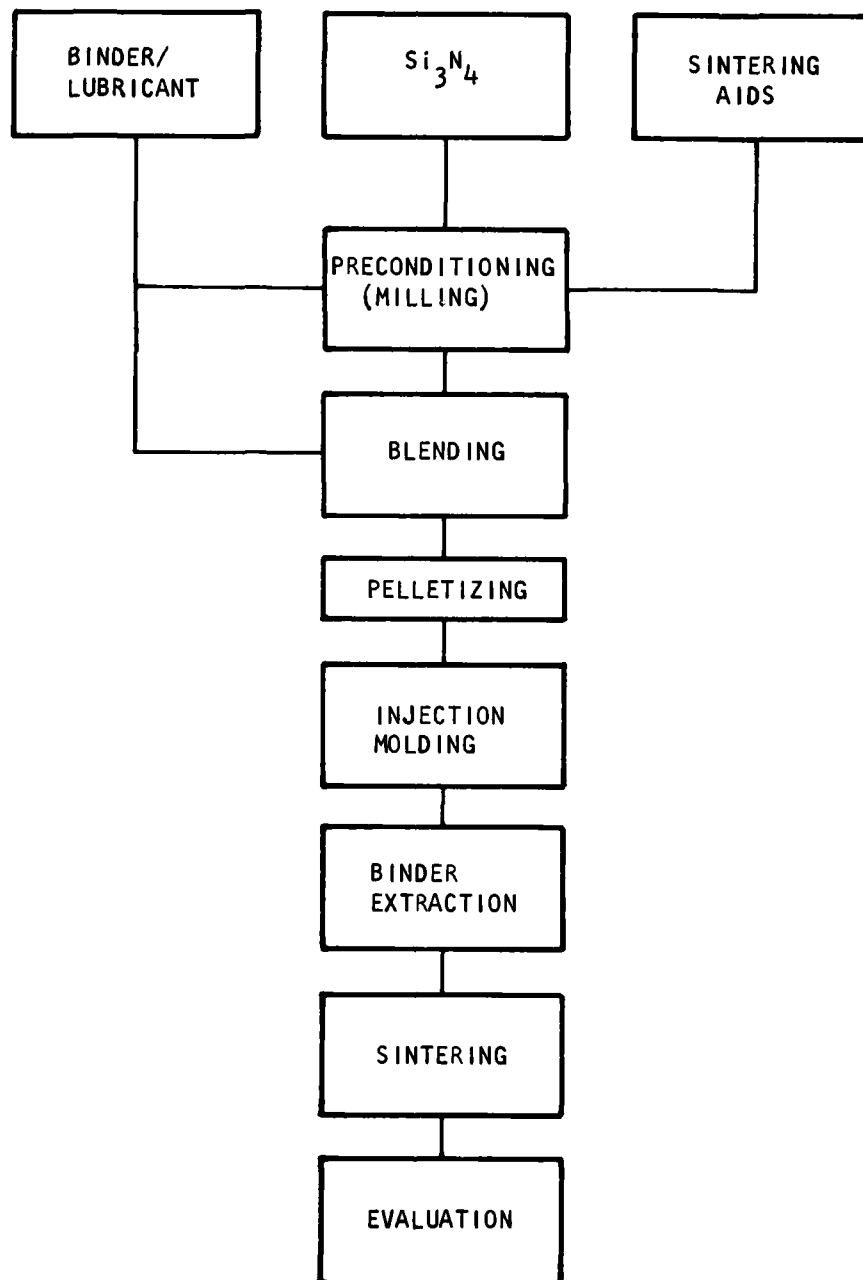 BINDER/
LUBRICANT
Si₃N₄
SINTERING
AIDS
PRECONDITIONING
(MILLING)
BLENDING
PELLETIZING
INJECTION
MOLDING
BINDER
EXTRACTION
SINTERING
EVALUATION